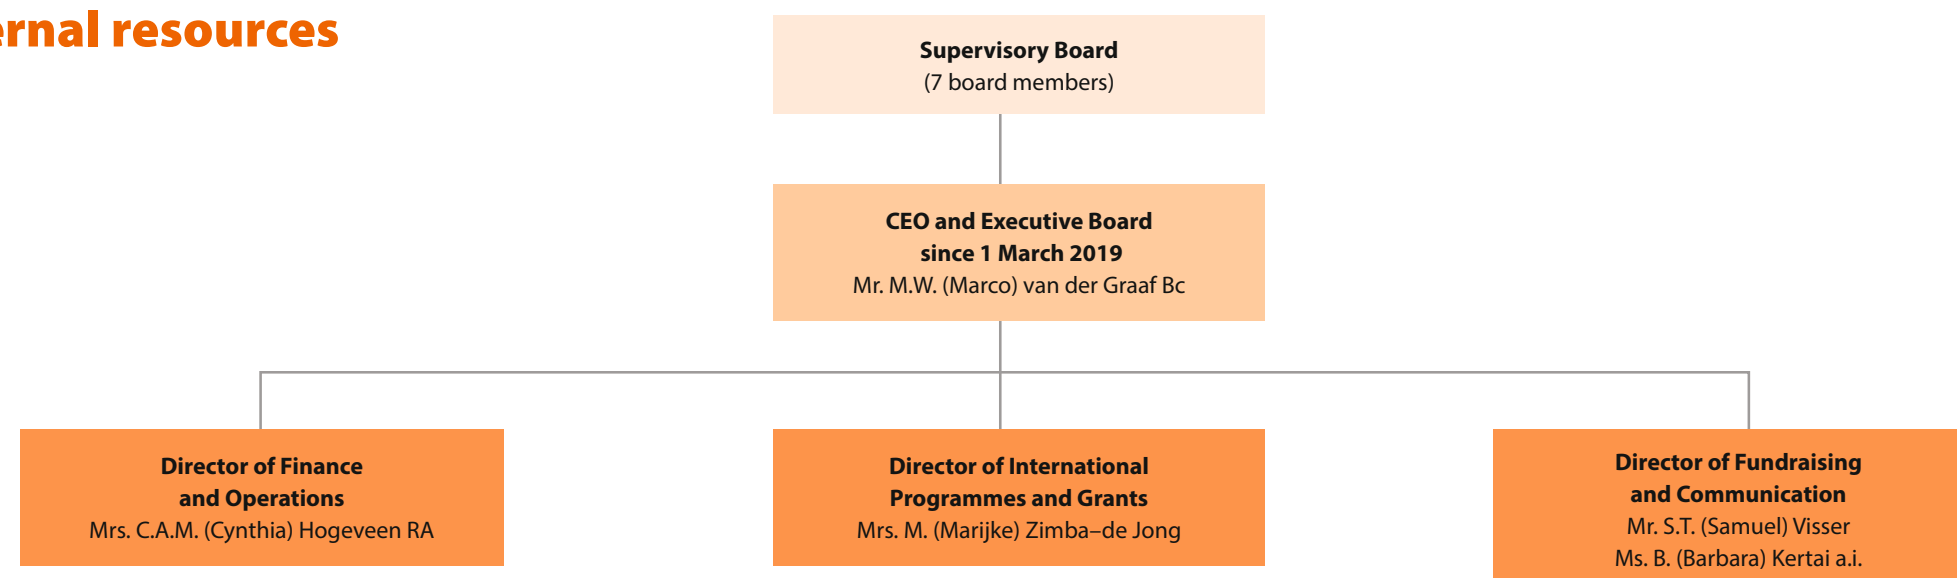 ernal resources
Supervisory Board
(7 board members)
CEO and Executive Board
since 1 March 2019
Mr. M.W. (Marco) van der Graaf Bc
Director of Finance
and Operations
Mrs. C.A.M. (Cynthia) Hogeveen RA
Director of International
Programmes and Grants
Mrs. M. (Marijke) Zimba–de Jong
Director of Fundraising
and Communication
Mr. S.T. (Samuel) Visser
Ms. B. (Barbara) Kertai a.i.